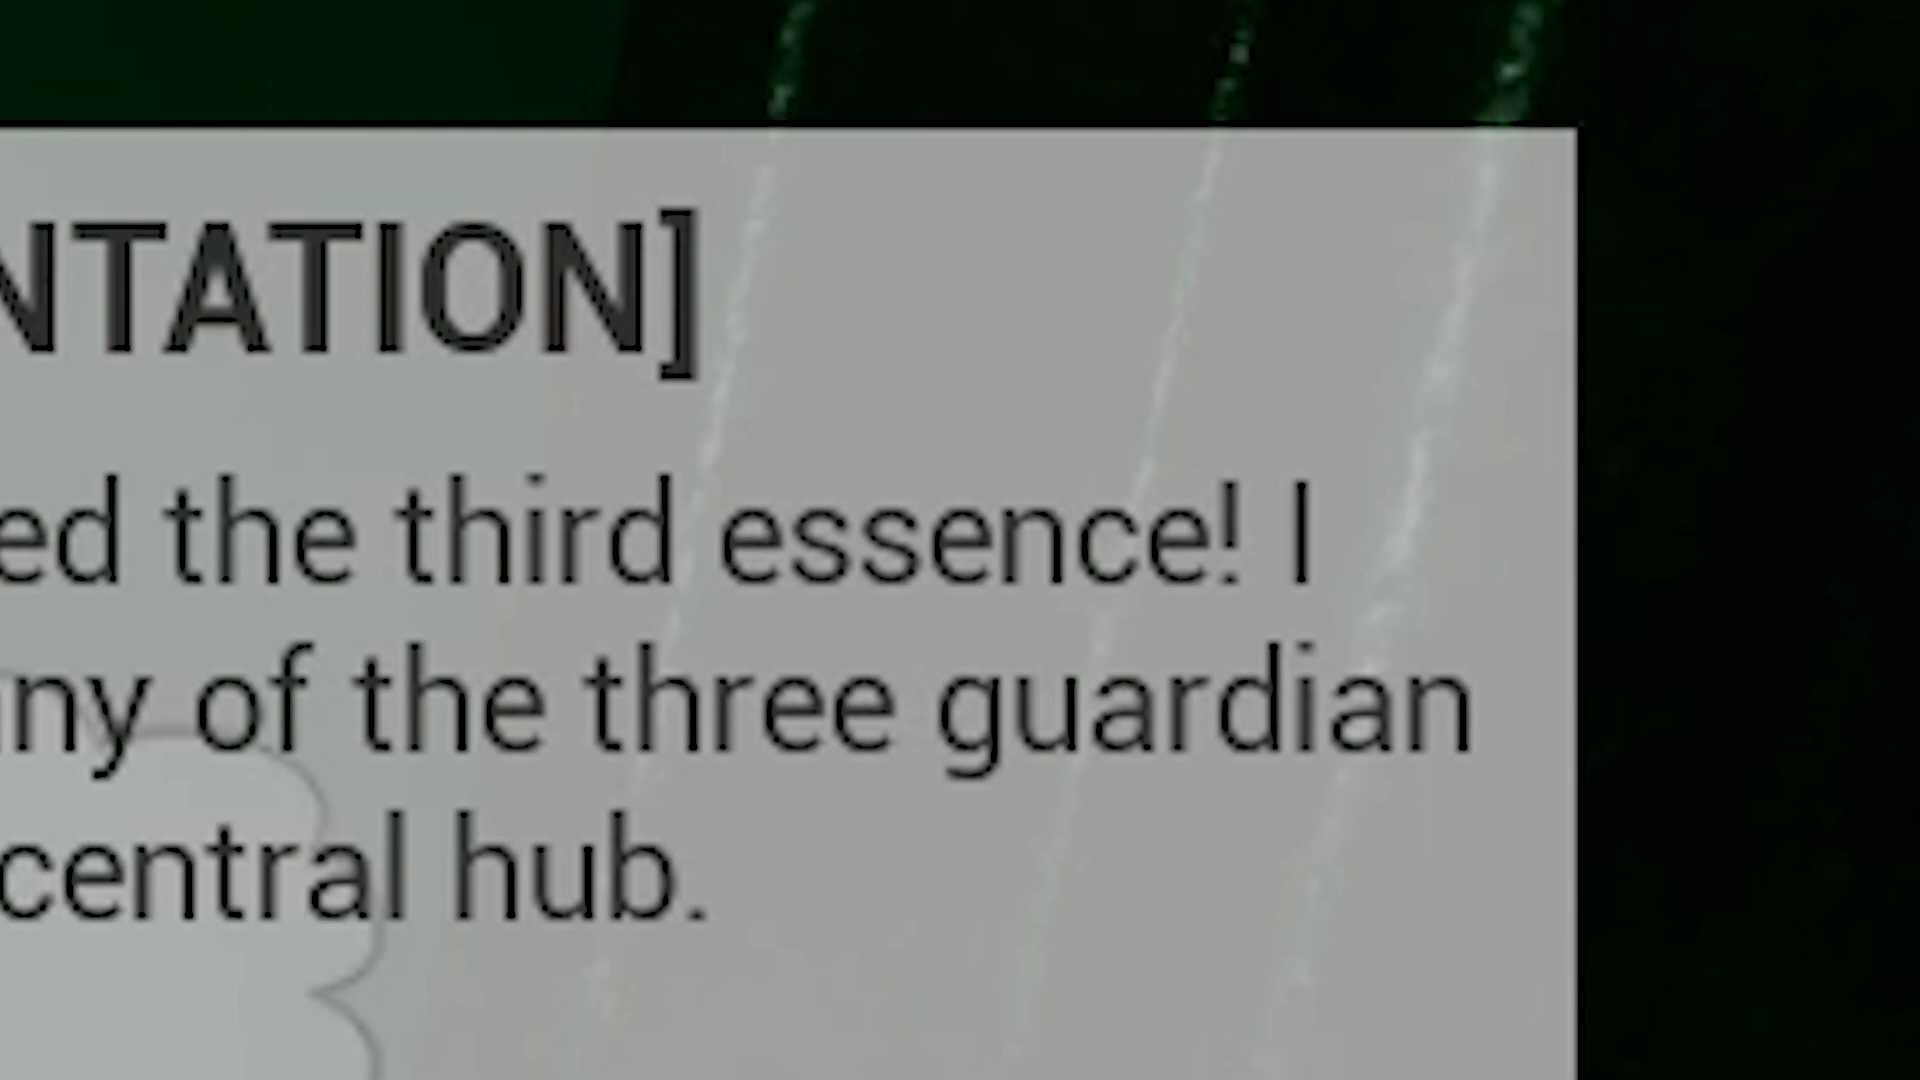 NTATION]
ed the third essence! I
ny of the three guardian
central hub.